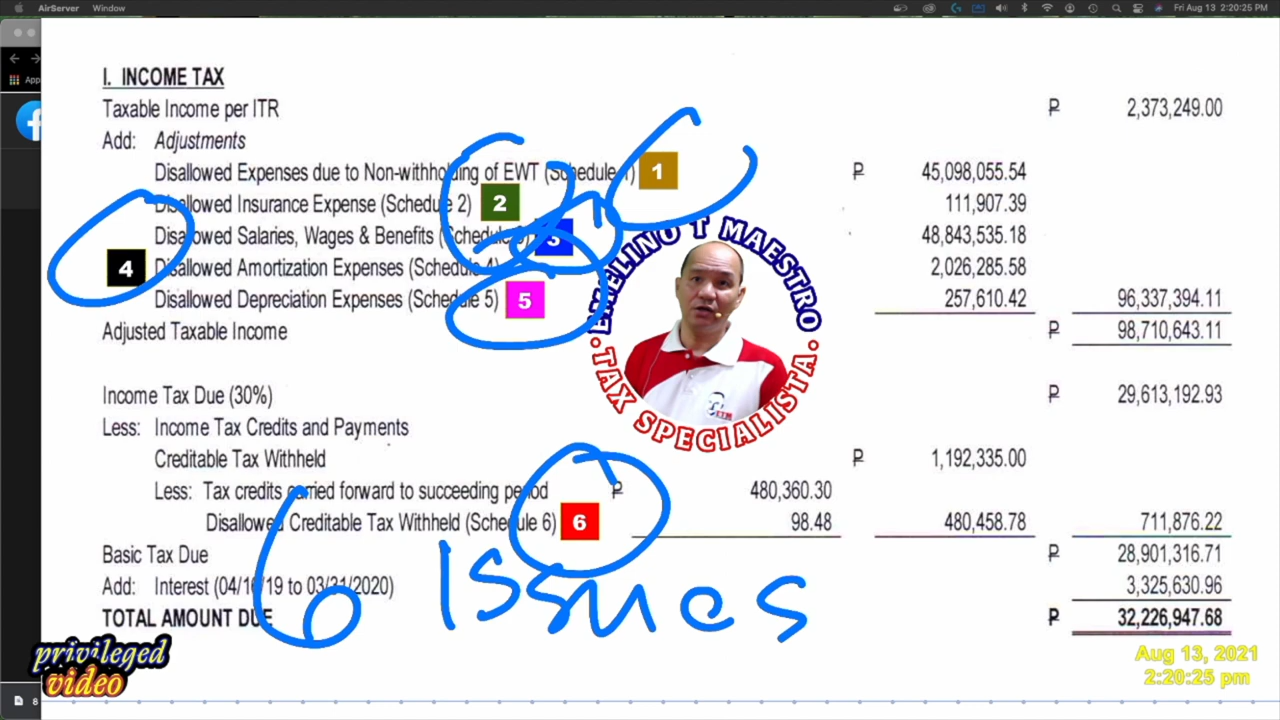 AirServer Window Fri Aug 13 2:20:25 PM
App
I. INCOME TAX
Taxable Income per ITR ₱ 2,373,249.00
Add: Adjustments
Disallowed Expenses due to Non-withholding of EWT (Schedule 1) 1 ₱ 45,098,055.54
Disallowed Insurance Expense (Schedule 2) 2 111,907.39
Disallowed Salaries, Wages & Benefits (Schedule 3) 3 48,843,535.18
4 Disallowed Amortization Expenses (Schedule 4) 2,026,285.58
Disallowed Depreciation Expenses (Schedule 5) 5 257,610.42 96,337,394.11
Adjusted Taxable Income ₱ 98,710,643.11
EMELINO T MAESTRO
TAX SPECIALISTA
ETM
Income Tax Due (30%) ₱ 29,613,192.93
Less: Income Tax Credits and Payments
Creditable Tax Withheld ₱ 1,192,335.00
Less: Tax credits carried forward to succeeding period ₱ 480,360.30
Disallowed Creditable Tax Withheld (Schedule 6) 6 98.48 480,458.78 711,876.22
Basic Tax Due ₱ 28,901,316.71
Add: Interest (04/16/19 to 03/31/2020) 3,325,630.96
TOTAL AMOUNT DUE ₱ 32,226,947.68
6 Issues
privileged
video
Aug 13, 2021
2:20:25 pm
8